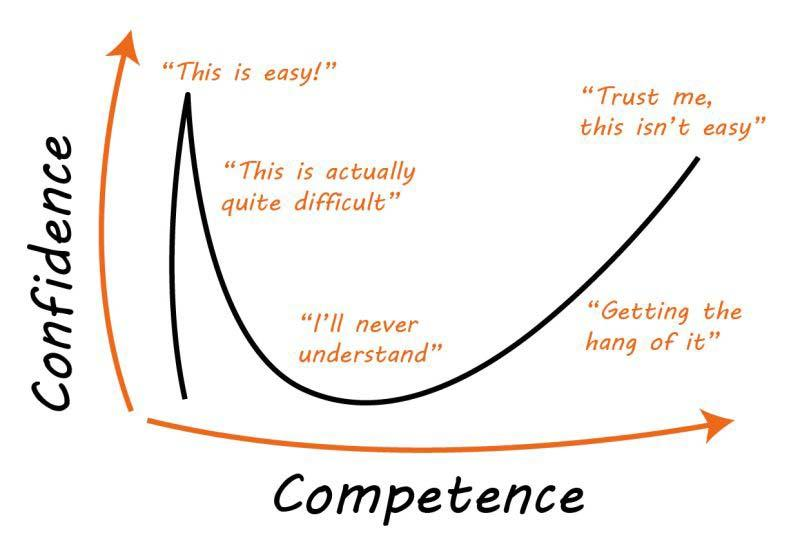 “This is easy!”
“Trust me,
this isn’t easy”
“This is actually
quite difficult”
Confidence
“I’ll never
understand”
“Getting the
hang of it”
Competence